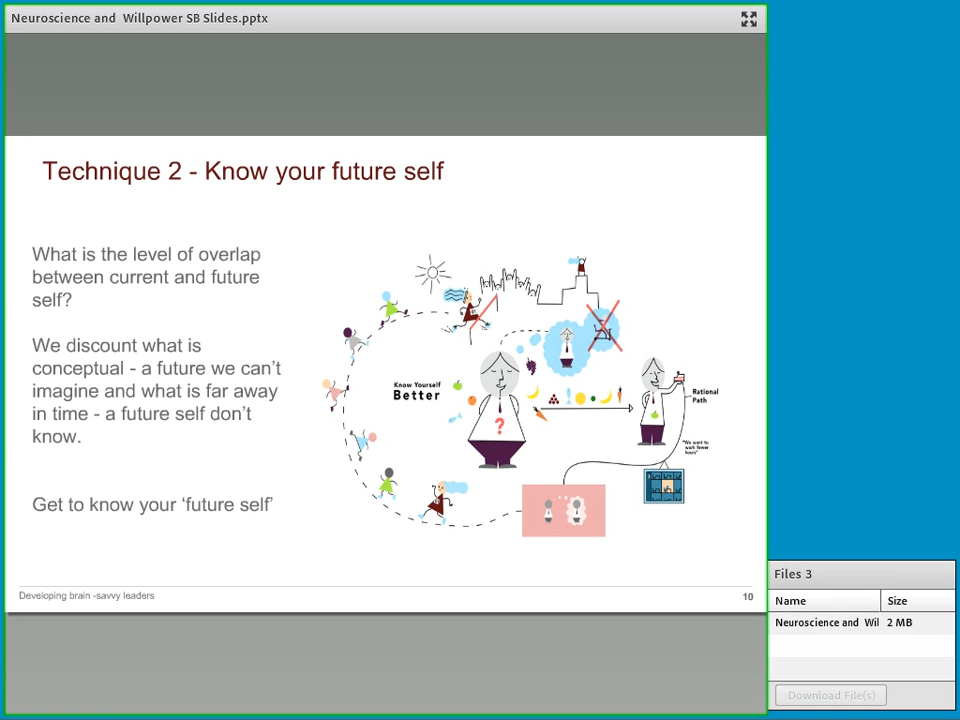 Neuroscience and  Willpower SB Slides.pptx
Technique 2 - Know your future self
What is the level of overlap
between current and future
self?
We discount what is
conceptual - a future we can't
imagine and what is far away
in time - a future self don't
know.
Get to know your 'future self'
Know Yourself
Better
?
Rational
Path
"We want to
work fewer
hours"
Developing brain -savvy leaders
10
Files 3
Name
Size
Neuroscience and  Wil
2 MB
Download File(s)